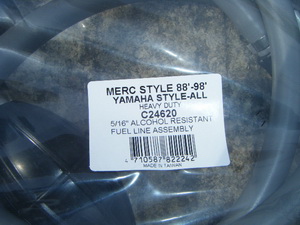 MERC STYLE 88'-98'
YAMAHA STYLE-ALL
HEAVY DUTY
C24620
5/16" ALCOHOL RESISTANT
FUEL LINE ASSEMBLY
4 710587 822242
MADE IN TAIWAN